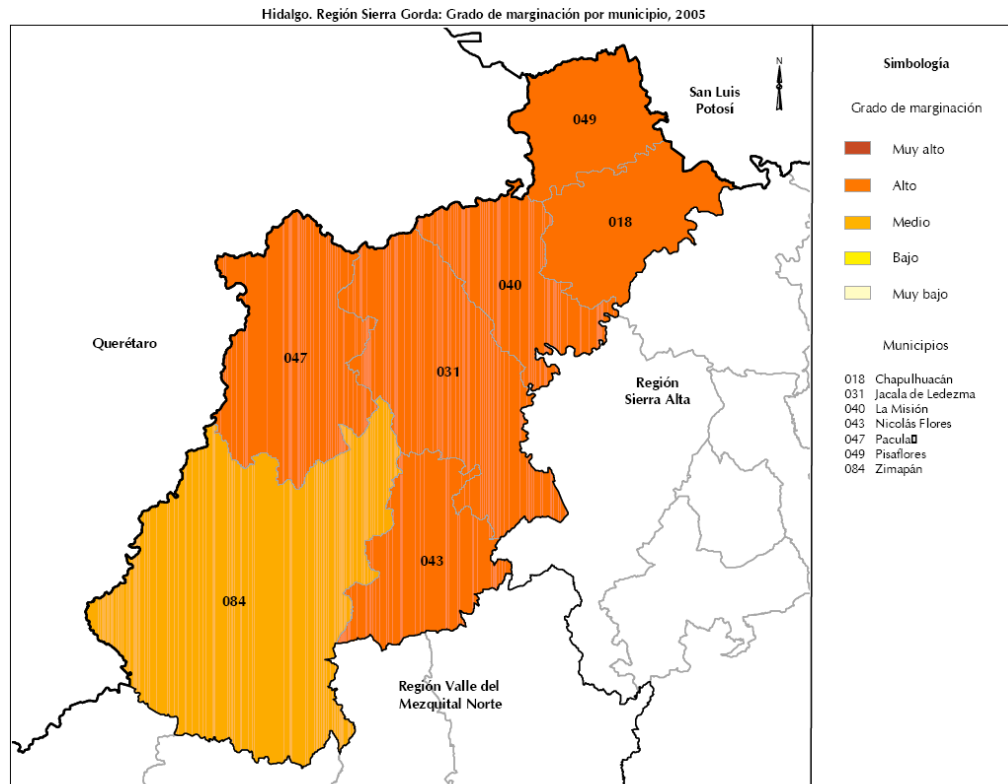 Hidalgo. Región Sierra Gorda: Grado de marginación por municipio, 2005
N
San Luis
Potosí
049
018
040
047
031
Querétaro
Región
Sierra Alta
043
084
Región Valle del
Mezquital Norte
Simbología
Grado de marginación
Muy alto
Alto
Medio
Bajo
Muy bajo
Municipios
018 Chapulhuacán
031 Jacala de Ledezma
040 La Misión
043 Nicolás Flores
047 Pacula▯
049 Pisaflores
084 Zimapán